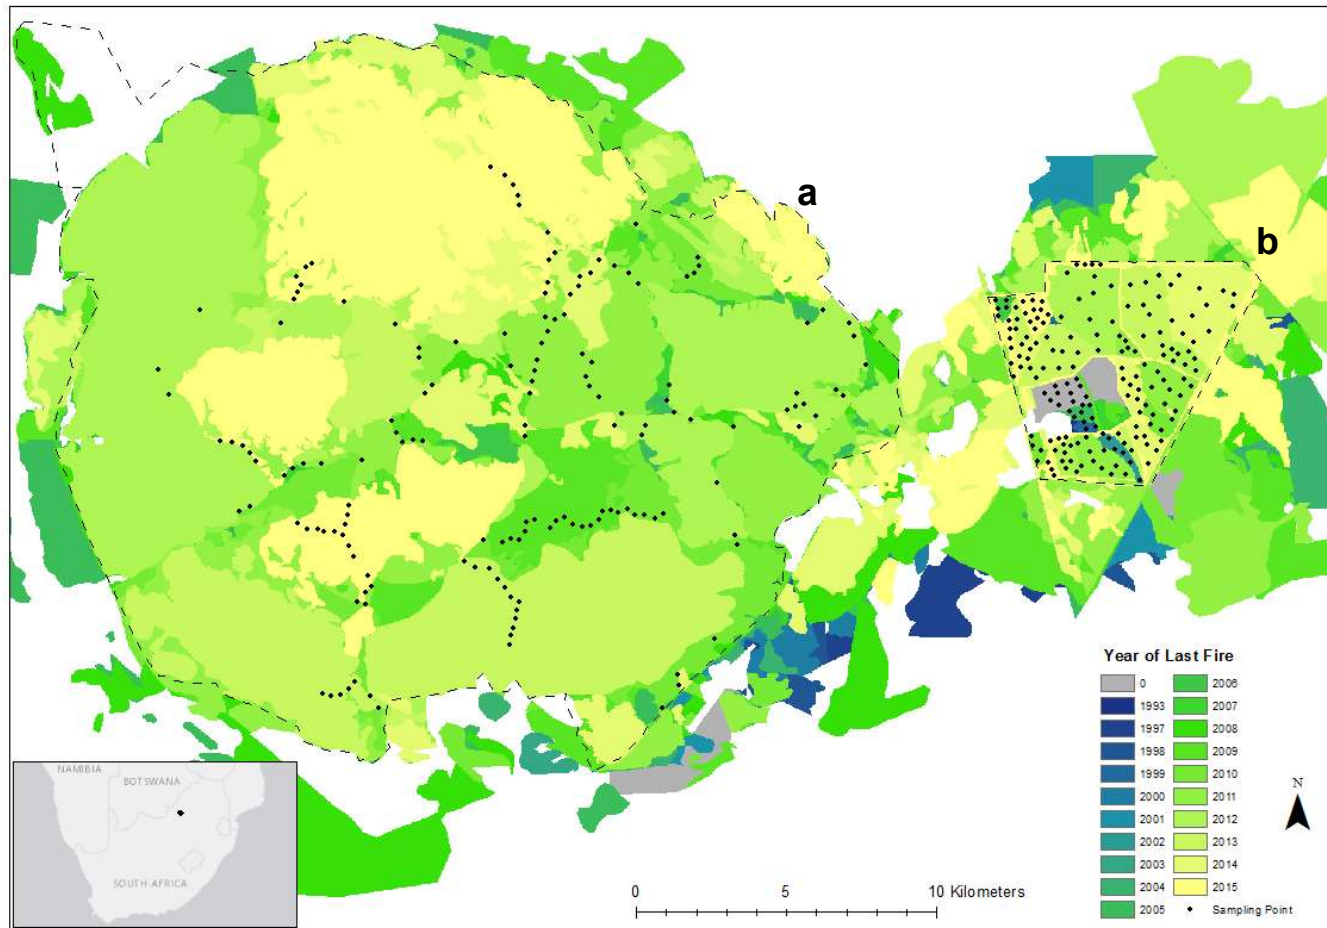 a
b
Year of Last Fire
0 2006
1993 2007
1997 2008
1998 2009
1999 2010
2000 2011
2001 2012
2002 2013
2003 2014
2004 2015
2005 Sampling Point
N
NAMIBIA
BOTSWANA
SOUTH AFRICA
0 5 10 Kilometers